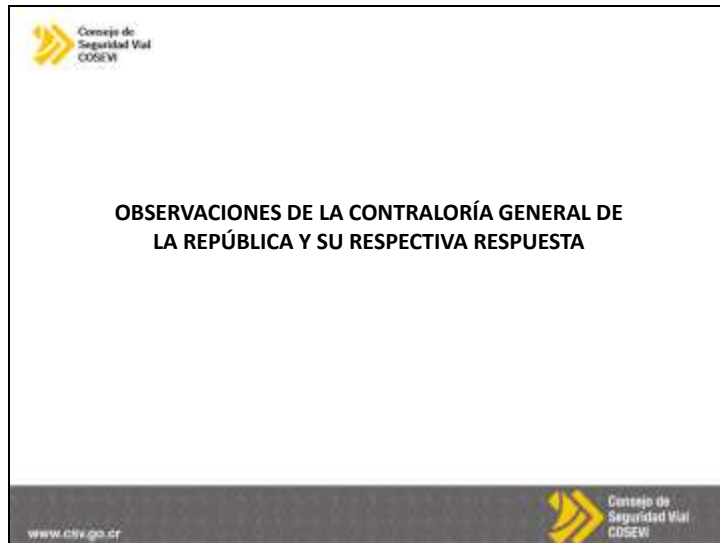 Consejo de
Seguridad Vial
COSEVI
OBSERVACIONES DE LA CONTRALORÍA GENERAL DE
LA REPÚBLICA Y SU RESPECTIVA RESPUESTA
www.csv.go.cr
Consejo de
Seguridad Vial
COSEVI